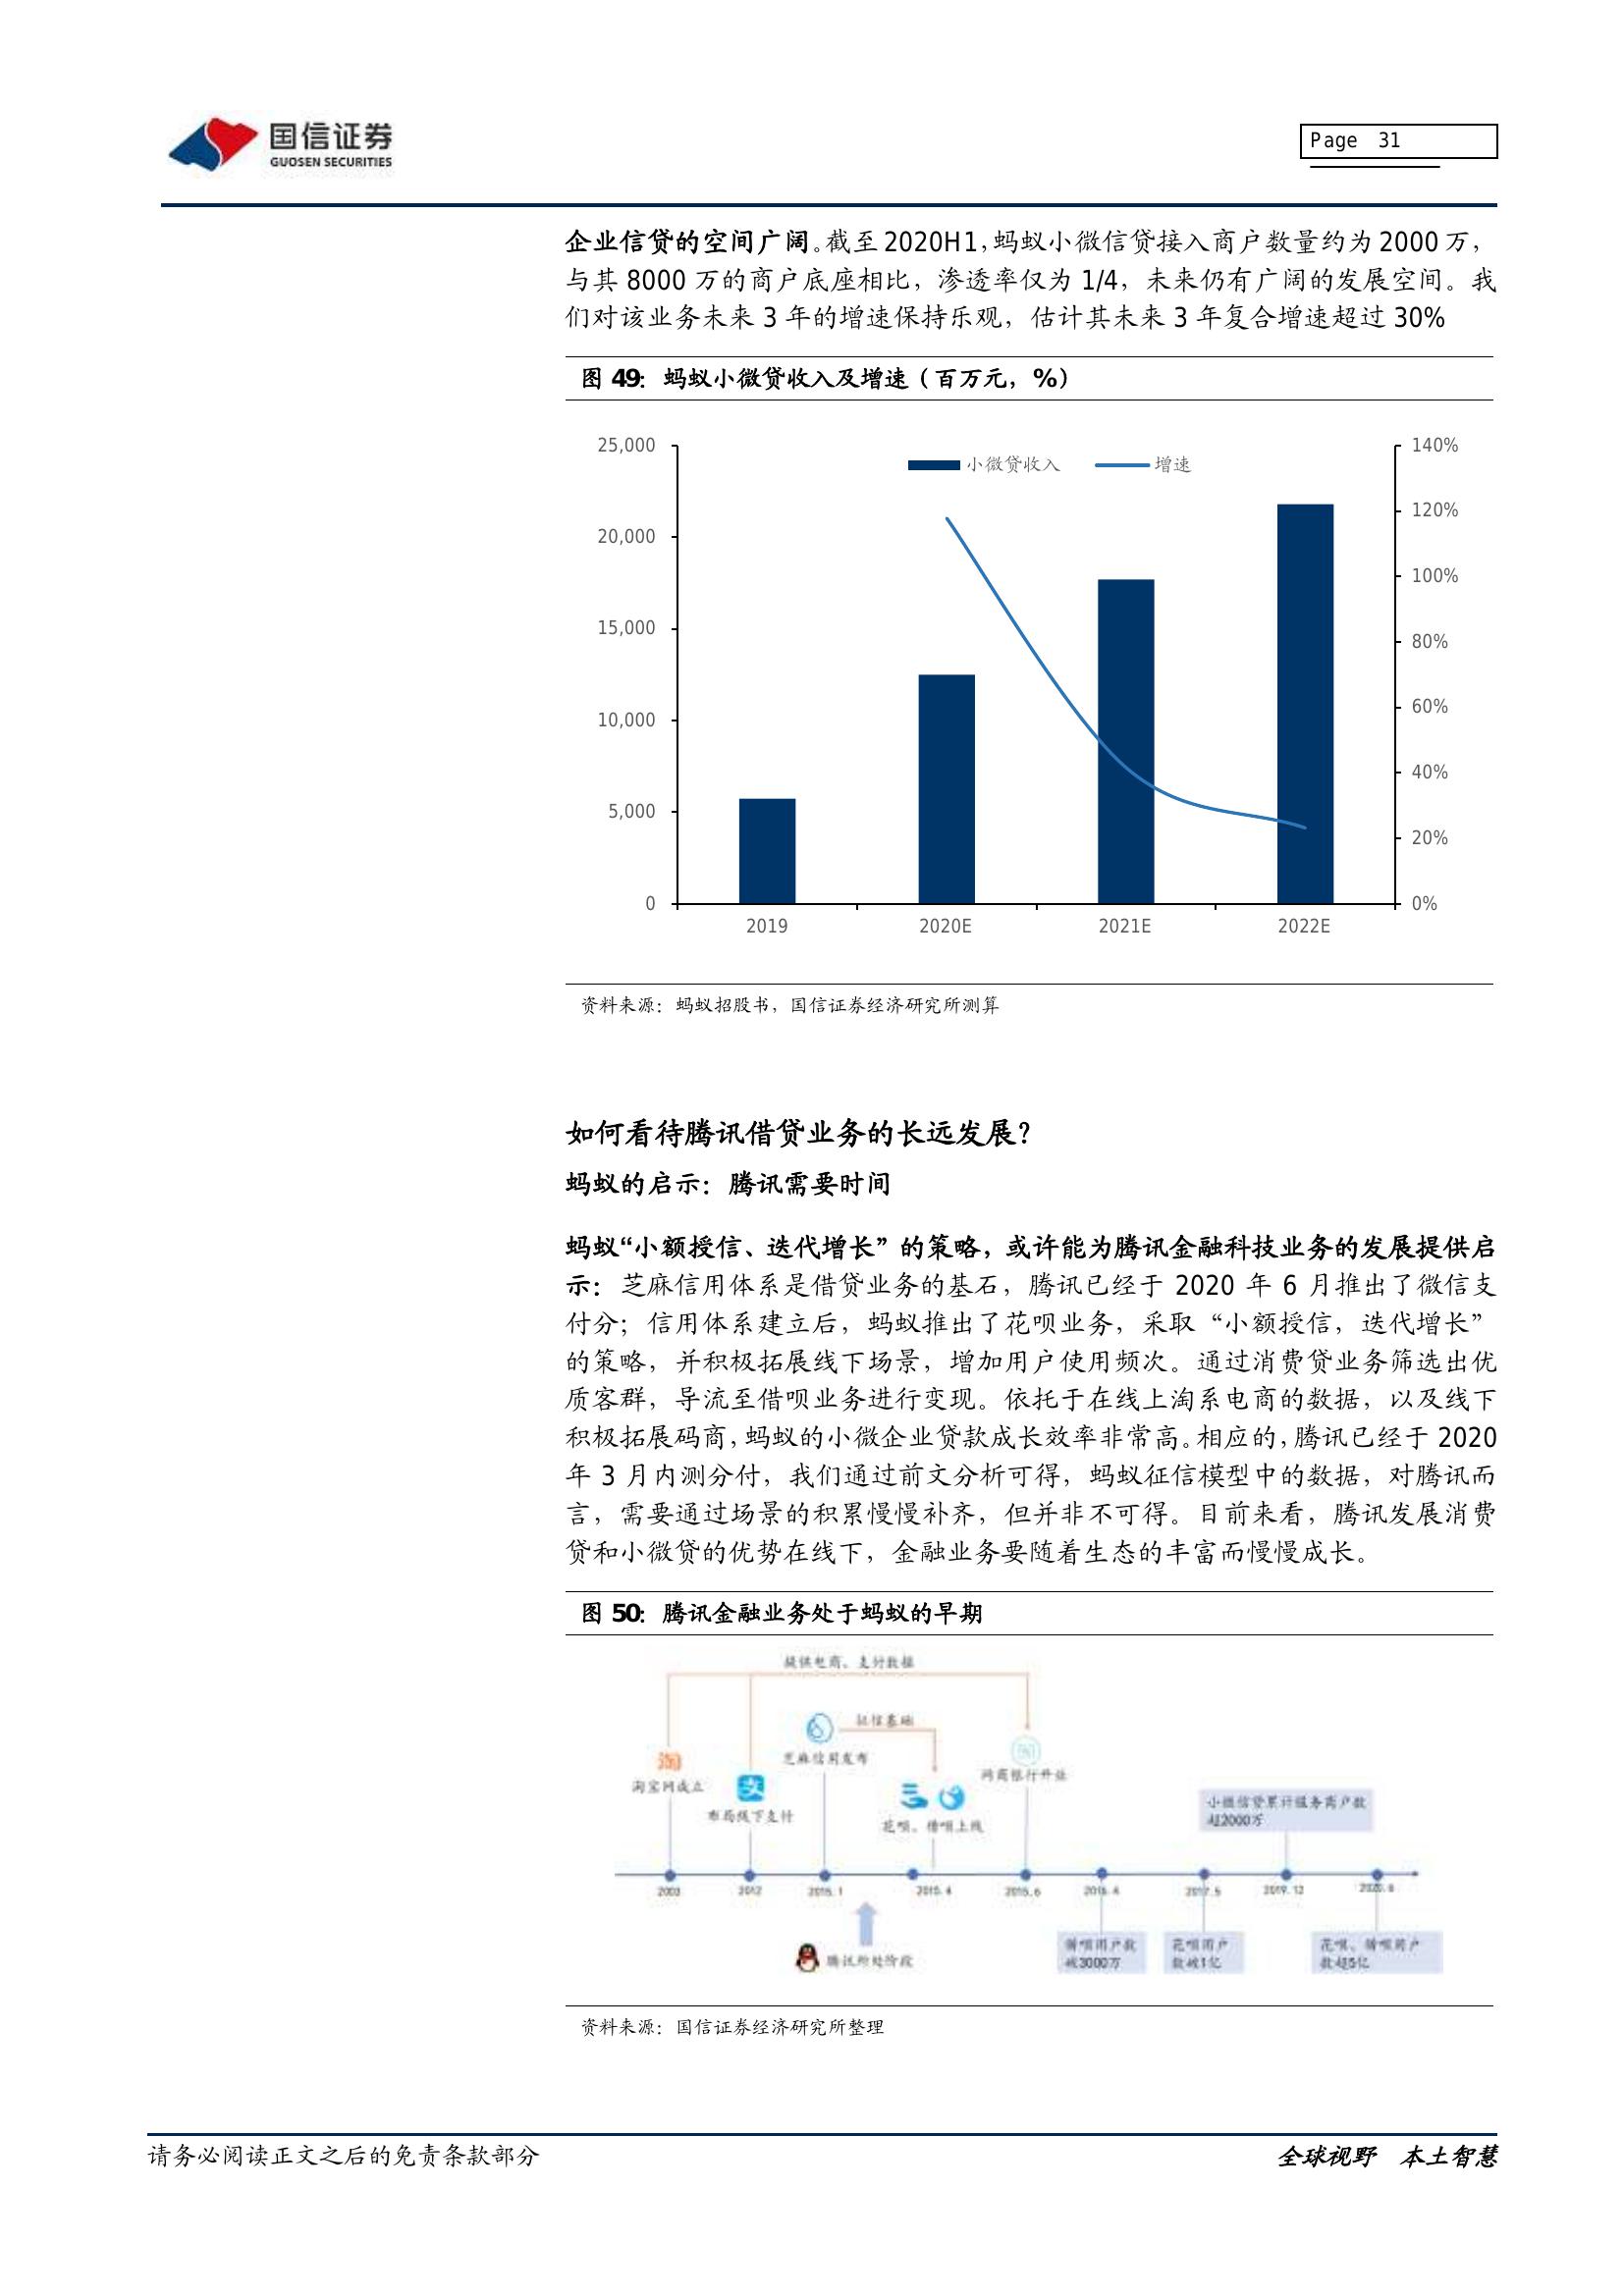 国信证券
GUOSEN SECURITIES
Page 31
企业信贷的空间广阔。截至 2020H1，蚂蚁小微信贷接入商户数量约为 2000 万，
与其 8000 万的商户底座相比，渗透率仅为 1/4，未来仍有广阔的发展空间。我
们对该业务未来 3 年的增速保持乐观，估计其未来 3 年复合增速超过 30%
图 49：蚂蚁小微贷收入及增速（百万元，%）
25,000
20,000
15,000
10,000
5,000
0
小微贷收入
增速
140%
120%
100%
80%
60%
40%
20%
0%
2019
2020E
2021E
2022E
资料来源：蚂蚁招股书，国信证券经济研究所测算
如何看待腾讯借贷业务的长远发展？
蚂蚁的启示：腾讯需要时间
蚂蚁“小额授信、迭代增长”的策略，或许能为腾讯金融科技业务的发展提供启
示：芝麻信用体系是借贷业务的基石，腾讯已经于 2020 年 6 月推出了微信支
付分；信用体系建立后，蚂蚁推出了花呗业务，采取“小额授信，迭代增长”
的策略，并积极拓展线下场景，增加用户使用频次。通过消费贷业务筛选出优
质客群，导流至借呗业务进行变现。依托于在线上淘系电商的数据，以及线下
积极拓展码商，蚂蚁的小微企业贷款成长效率非常高。相应的，腾讯已经于 2020
年 3 月内测分付，我们通过前文分析可得，蚂蚁征信模型中的数据，对腾讯而
言，需要通过场景的积累慢慢补齐，但并非不可得。目前来看，腾讯发展消费
贷和小微贷的优势在线下，金融业务要随着生态的丰富而慢慢成长。
图 50：腾讯金融业务处于蚂蚁的早期
提供电商、支付数据
征信基础
芝麻信用发布
淘
淘宝网成立
支
布局线下支付
花呗、借呗上线
网商银行开业
小微信贷累计服务商户数
超2000万
2003
2012
2015.1
2015.4
2015.6
2016.6
2017.5
2019.12
2020.6
腾讯所处阶段
借呗用户数
破3000万
花呗用户
数破1亿
花呗、借呗用户
数超5亿
资料来源：国信证券经济研究所整理
请务必阅读正文之后的免责条款部分
全球视野 本土智慧